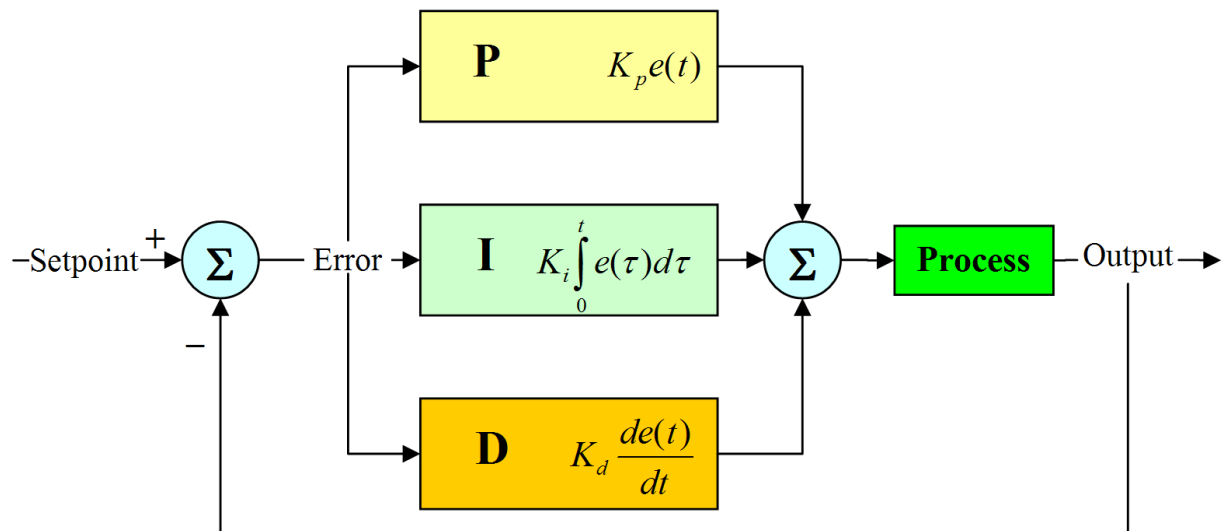 P K_p e(t)
–Setpoint + Σ Error
I K_i ∫_0^t e(τ)dτ
Σ Process Output
–
D K_d de(t)/dt